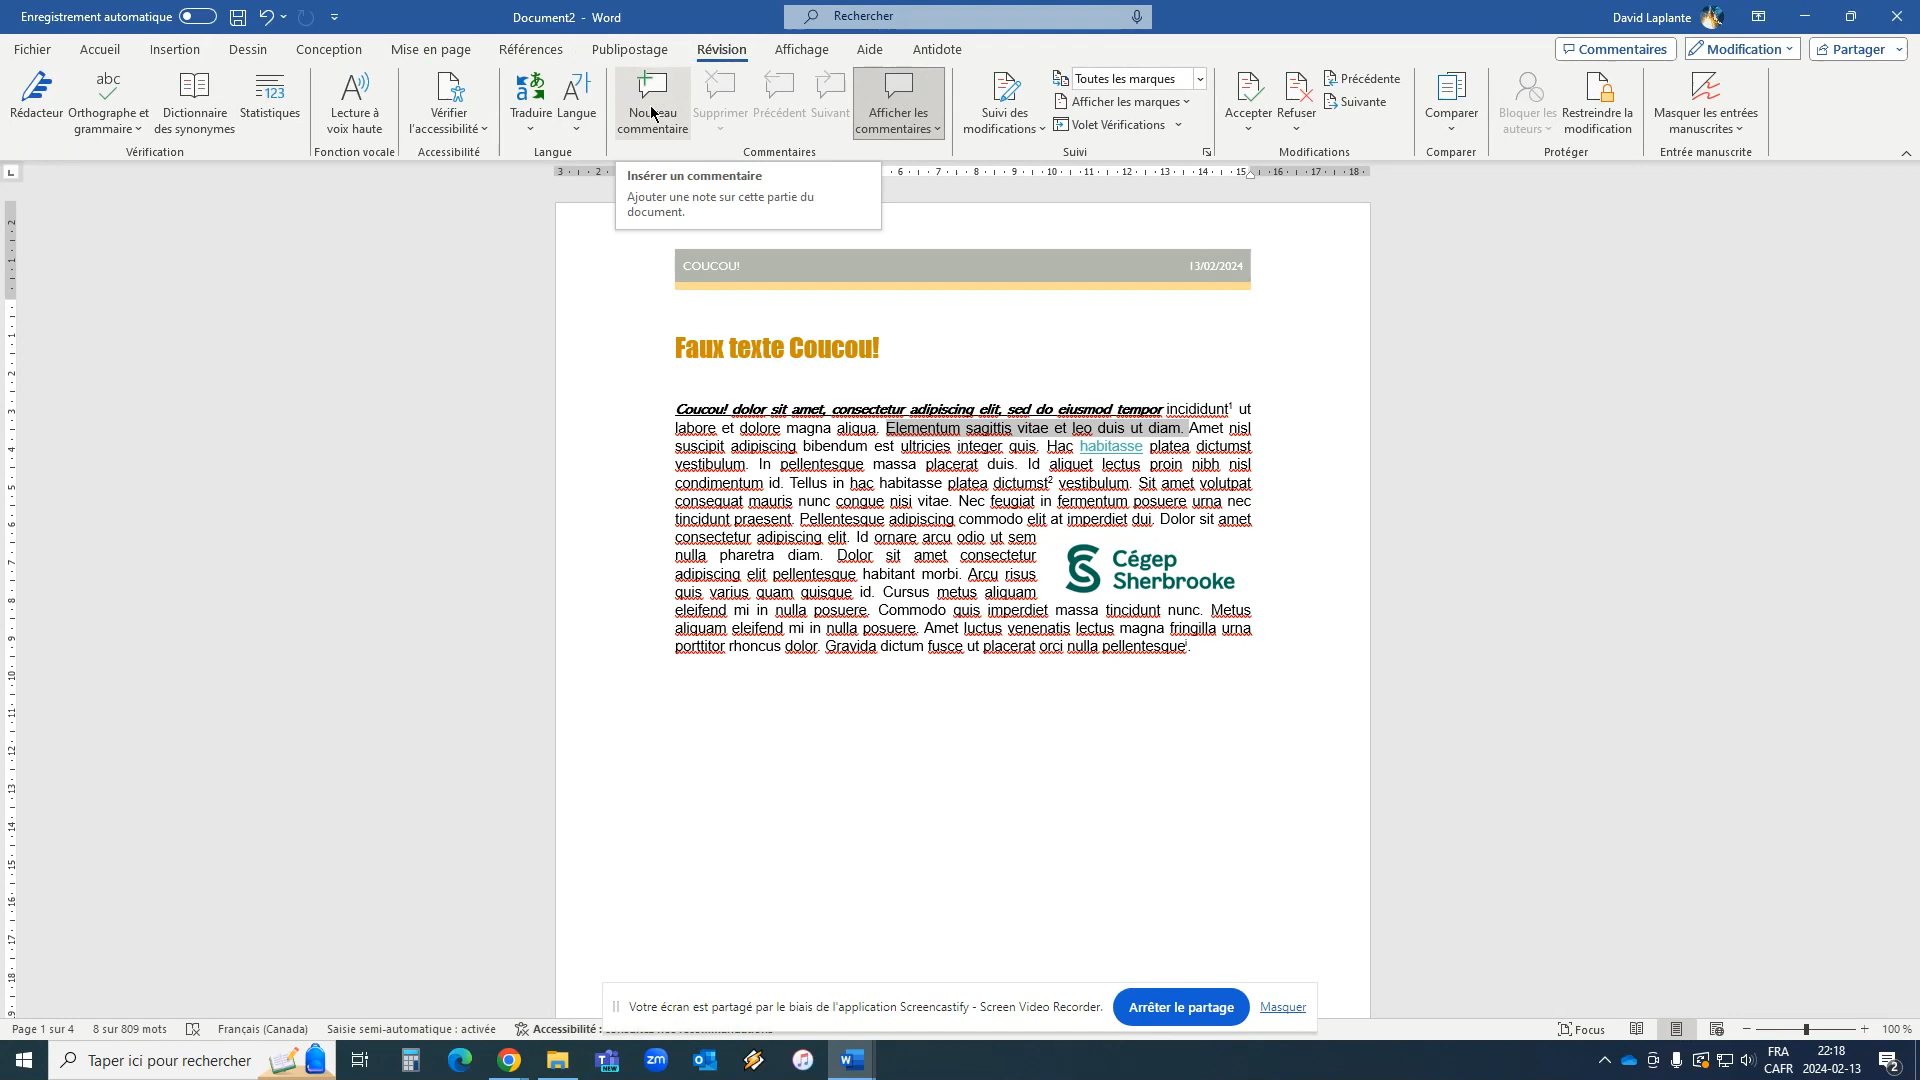 Enregistrement automatique
Document2 - Word
Rechercher
David Laplante
Fichier Accueil Insertion Dessin Conception Mise en page Références Publipostage Révision Affichage Aide Antidote
Commentaires Modification Partager
Rédacteur
Orthographe et grammaire
Dictionnaire des synonymes
Statistiques
Vérification
Lecture à voix haute
Fonction vocale
Vérifier l'accessibilité
Accessibilité
Traduire
Langue
Langue
Nouveau commentaire
Supprimer
Précédent
Suivant
Afficher les commentaires
Commentaires
Suivi des modifications
Toutes les marques
Afficher les marques
Volet Vérifications
Suivi
Accepter
Refuser
Précédente
Suivante
Modifications
Comparer
Comparer
Bloquer les auteurs
Restreindre la modification
Protéger
Masquer les entrées manuscrites
Entrée manuscrite
Insérer un commentaire
Ajouter une note sur cette partie du
document.
COUCOU! 13/02/2024
Faux texte Coucou!
Coucou! dolor sit amet, consectetur adipiscing elit, sed do eiusmod tempor incididunt1 ut
labore et dolore magna aliqua. Elementum sagittis vitae et leo duis ut diam. Amet nisl
suscipit adipiscing bibendum est ultricies integer quis. Hac habitasse platea dictumst
vestibulum. In pellentesque massa placerat duis. Id aliquet lectus proin nibh nisl
condimentum id. Tellus in hac habitasse platea dictumst2 vestibulum. Sit amet volutpat
consequat mauris nunc congue nisi vitae. Nec feugiat in fermentum posuere urna nec
tincidunt praesent. Pellentesque adipiscing commodo elit at imperdiet dui. Dolor sit amet
consectetur adipiscing elit. Id ornare arcu odio ut sem
nulla pharetra diam. Dolor sit amet consectetur
adipiscing elit pellentesque habitant morbi. Arcu risus
quis varius quam quisque id. Cursus metus aliquam
Cégep
Sherbrooke
eleifend mi in nulla posuere. Commodo quis imperdiet massa tincidunt nunc. Metus
aliquam eleifend mi in nulla posuere. Amet luctus venenatis lectus magna fringilla urna
porttitor rhoncus dolor. Gravida dictum fusce ut placerat orci nulla pellentesquei.
Votre écran est partagé par le biais de l'application Screencastify - Screen Video Recorder. Arrêter le partage Masquer
Page 1 sur 4 8 sur 809 mots Français (Canada) Saisie semi-automatique : activée Accessibilité :
Focus 100 %
Taper ici pour rechercher
FRA
CAFR
22:18
2024-02-13
2